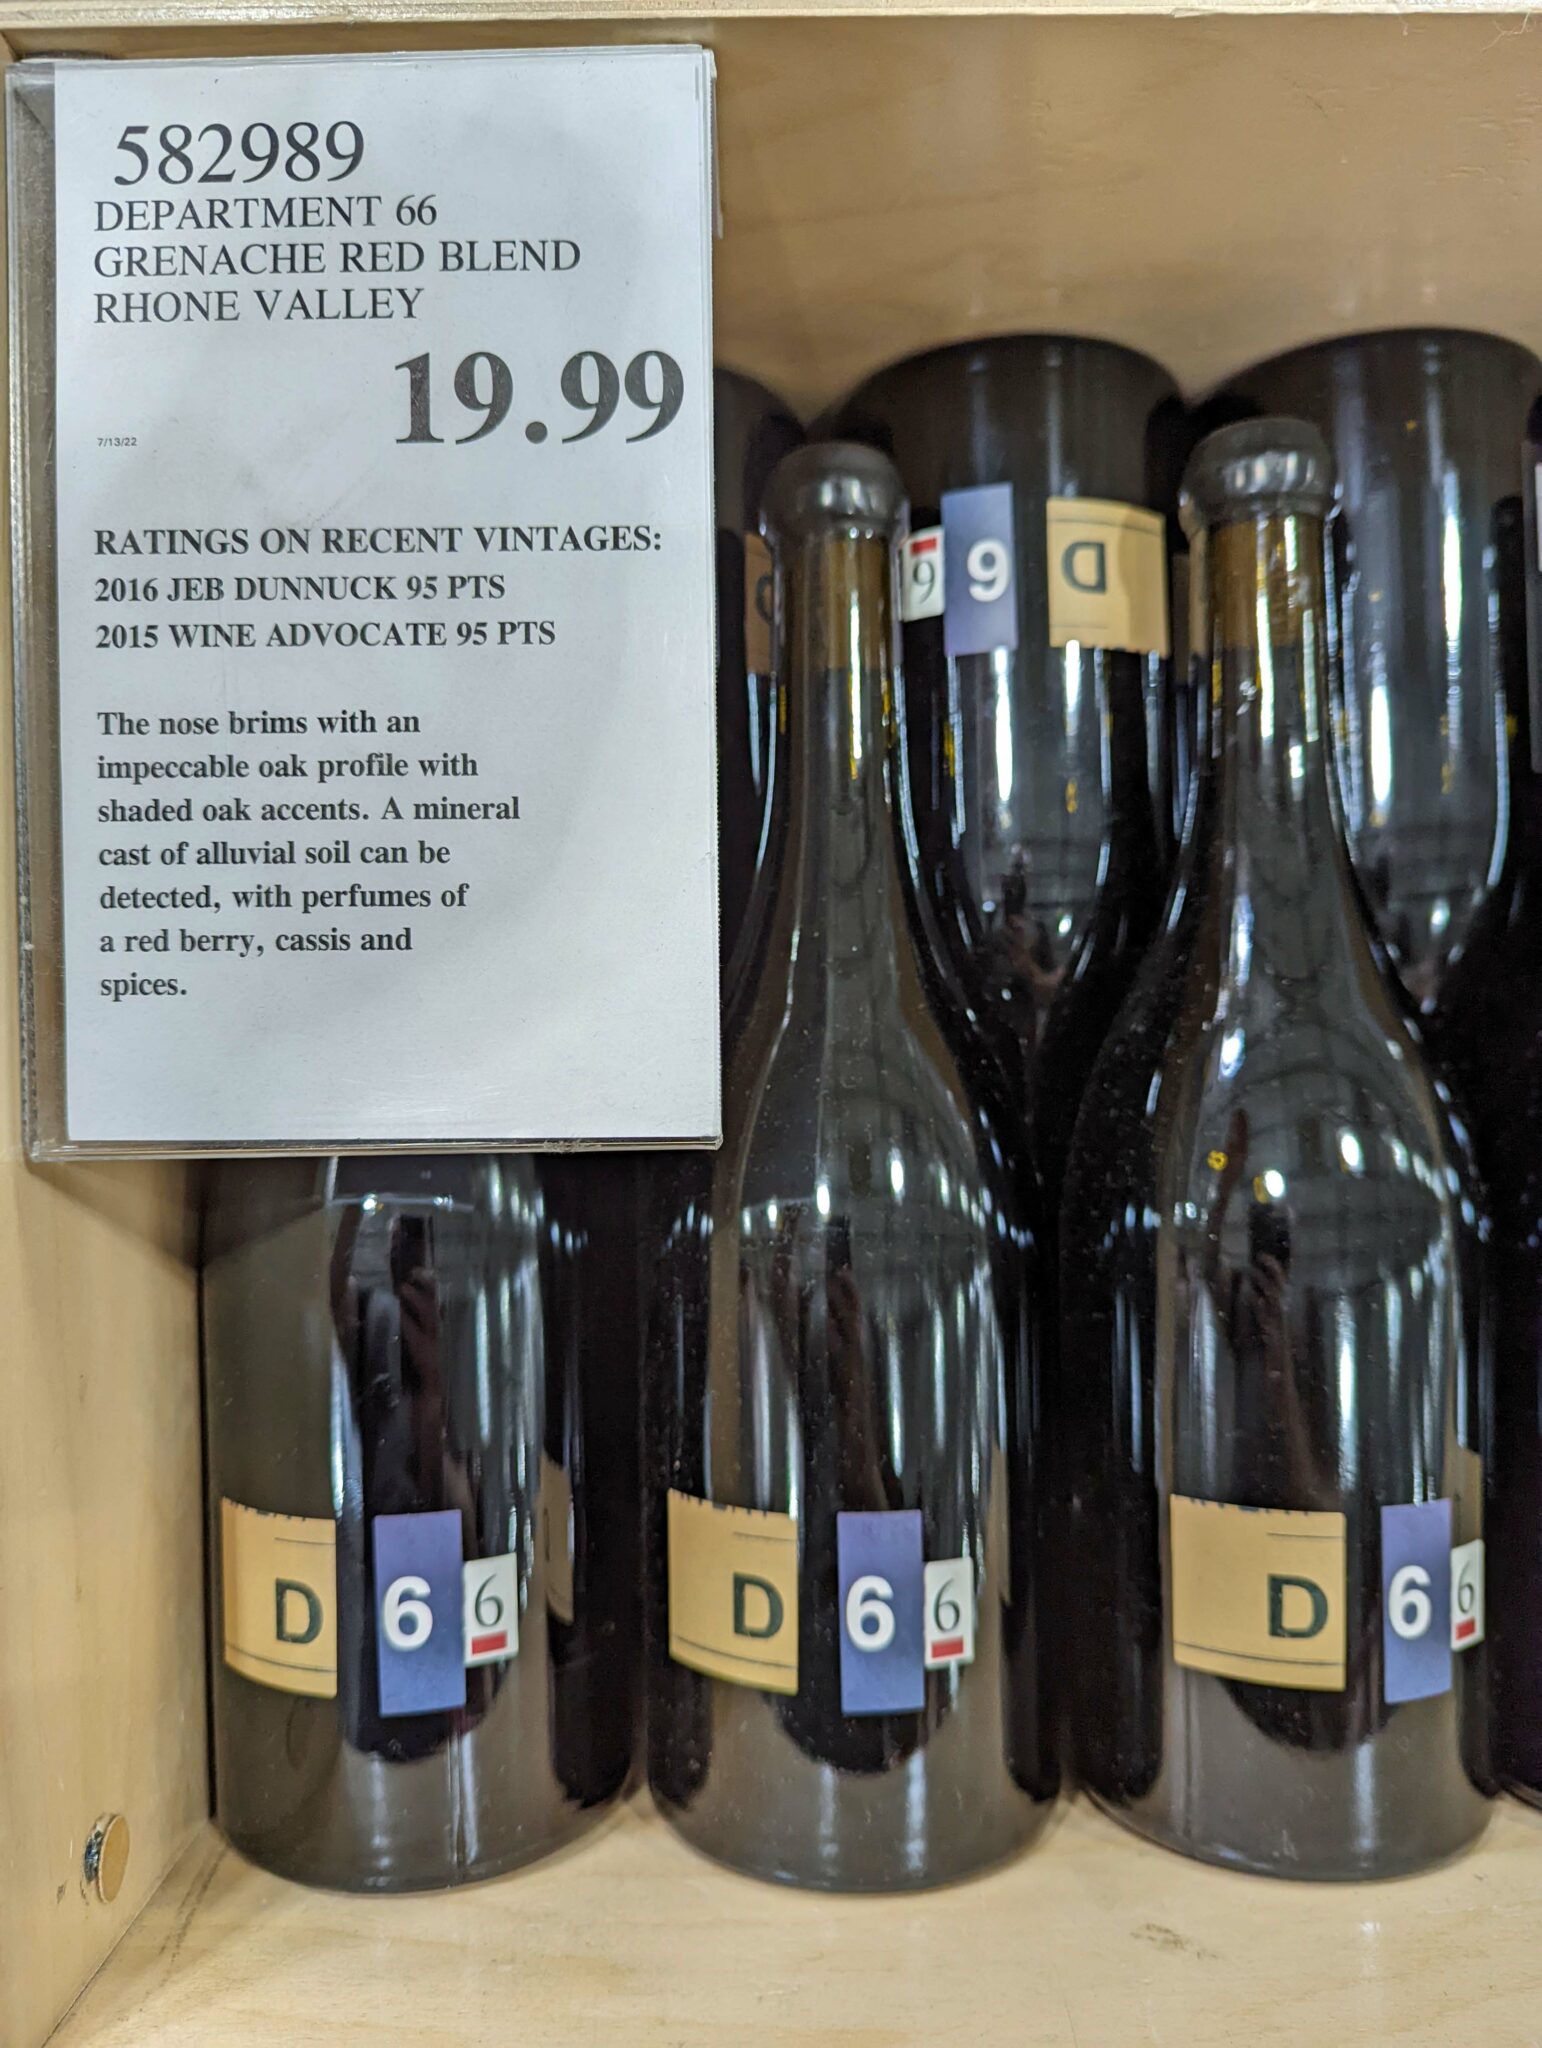 582989
DEPARTMENT 66
GRENACHE RED BLEND
RHONE VALLEY
19.99
7/13/22
RATINGS ON RECENT VINTAGES:
2016 JEB DUNNUCK 95 PTS
2015 WINE ADVOCATE 95 PTS
The nose brims with an
impeccable oak profile with
shaded oak accents. A mineral
cast of alluvial soil can be
detected, with perfumes of
a red berry, cassis and
spices.
D 6 6
D 6 6
D 6 6
D 6 6